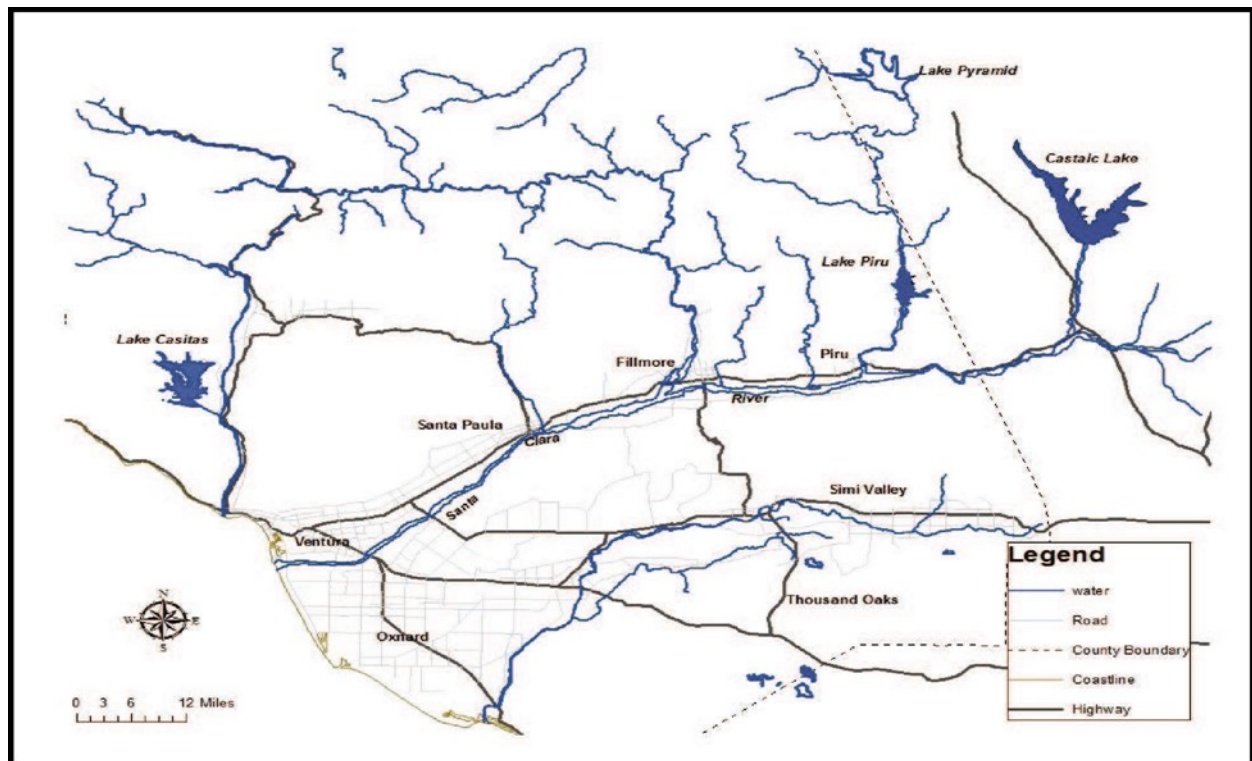 Lake Pyramid
Castaic Lake
Lake Piru
Lake Casitas
Fillmore
Piru
River
Santa Paula
Clara
Santa
Simi Valley
Ventura
Thousand Oaks
Oxnard
N
W
E
S
0 3 6 12 Miles
Legend
water
Road
County Boundary
Coastline
Highway